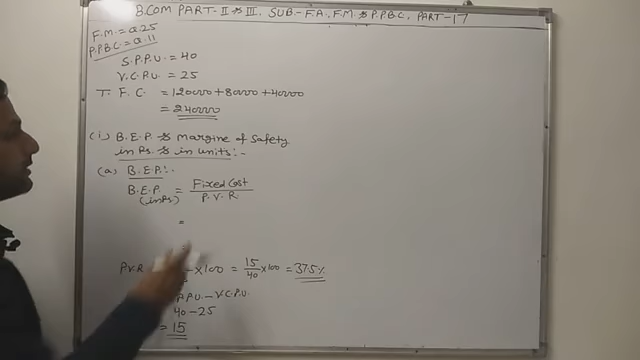 B.COM PART-II & III. SUB-F.A, F.M & P.P.B.C. PART-17
F.M. = Q.25
P.P.B.C. = Q.11
S.P.P.U. = 40
V.C.P.U. = 25
T. F. C. = 120000 + 80000 + 40000
= 240000
(i) B.E.P. & margine of Safety
in Rs. & in units:-
(a) B.E.P.:-
B.E.P. (in Rs) = Fixed Cost / P.V.R
=
P.V.R x100 = 15/40 x100 = 37.5%
P.U. - V.C.P.U.
40-25
= 15